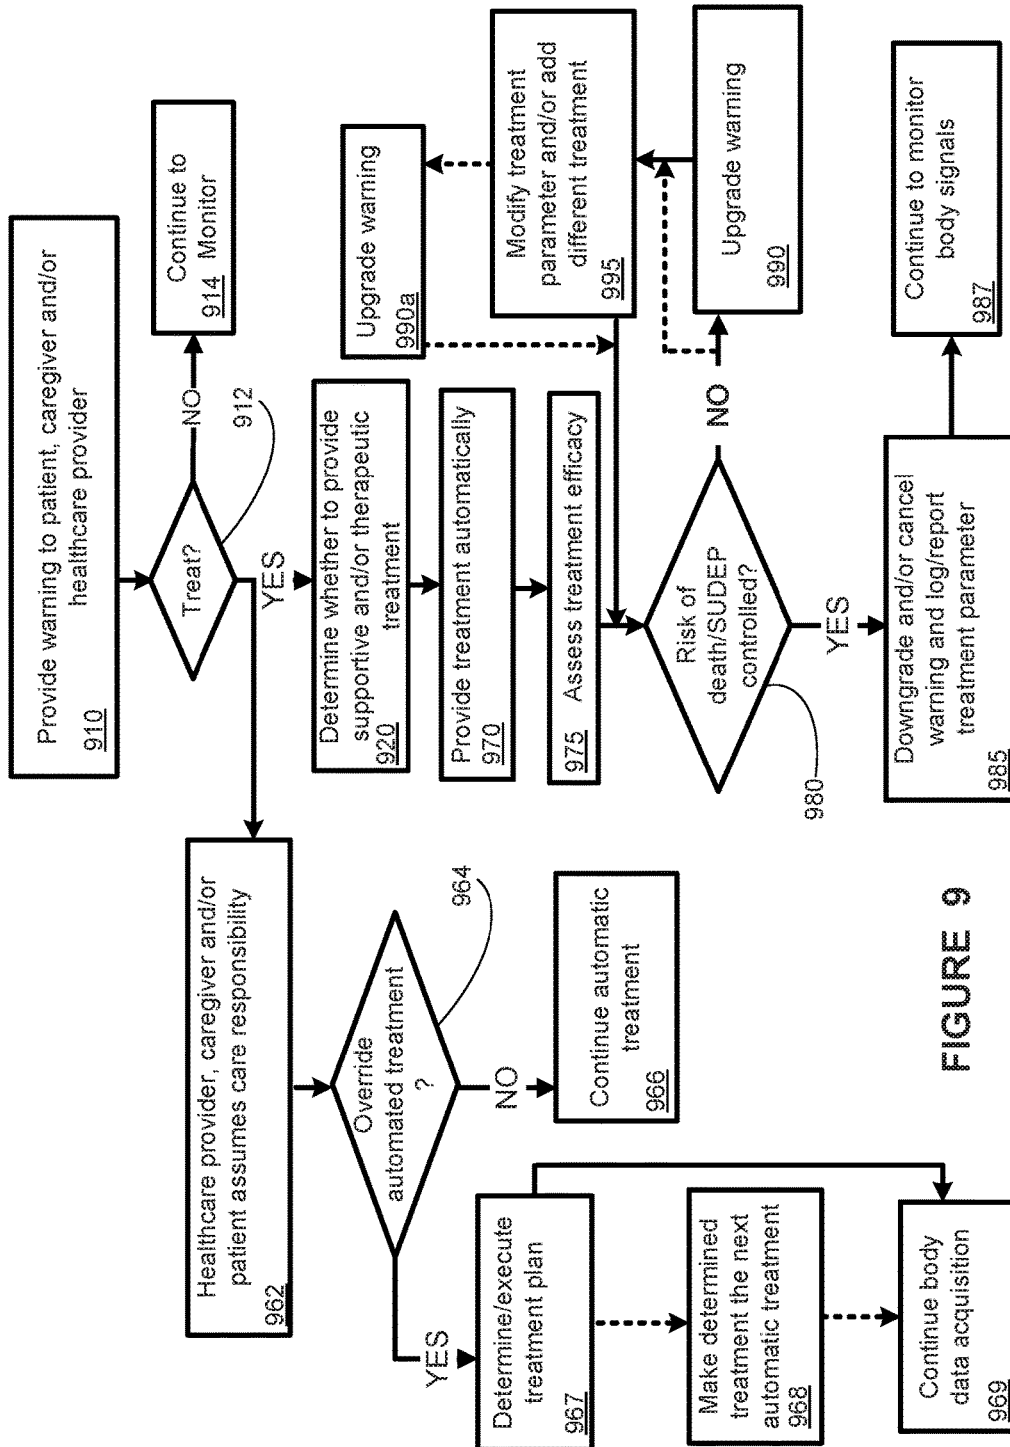 Provide warning to patient, caregiver and/or
910 healthcare provider
Treat?
912
NO
Continue to
914 Monitor
YES
Healthcare provider, caregiver and/or
patient assumes care responsibility
962
Determine whether to provide
supportive and/or therapeutic
920 treatment
Provide treatment automatically
970
975 Assess treatment efficacy
Upgrade warning
990a
Modify treatment
parameter and/or add
different treatment
995
Override
automated treatment
?
964
Risk of
death/SUDEP
controlled?
980
NO
Upgrade warning
990
YES
Determine/execute
treatment plan
967
NO
Continue automatic
treatment
966
YES
Make determined
treatment the next
automatic treatment
968
Downgrade and/or cancel
warning and log/report
treatment parameter
985
Continue to monitor
body signals
987
Continue body
data acquisition
969
FIGURE 9